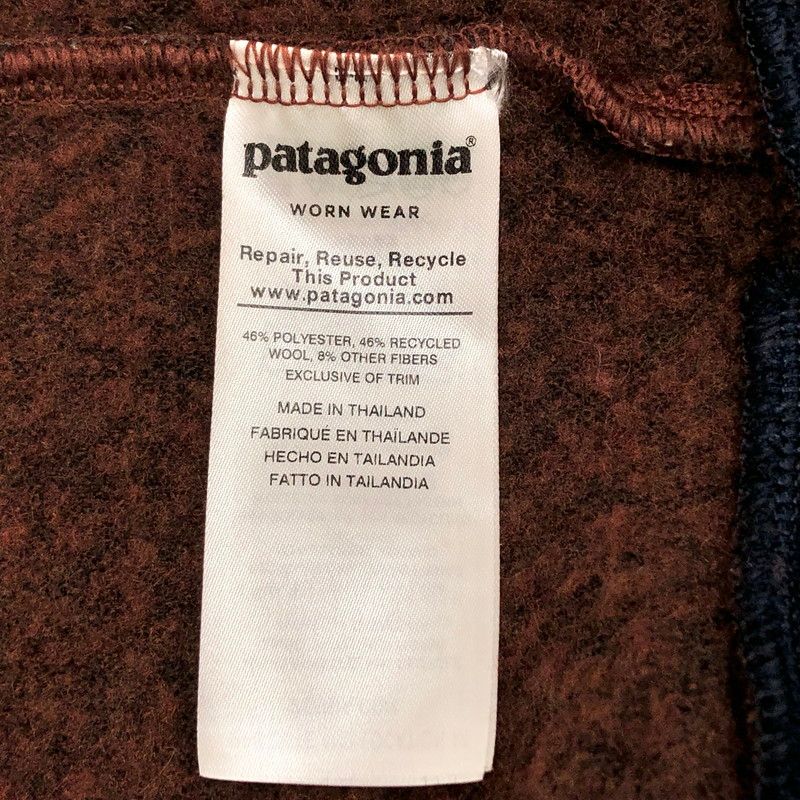 patagonia®
WORN WEAR
Repair, Reuse, Recycle
This Product
www.patagonia.com
46% POLYESTER, 46% RECYCLED
WOOL, 8% OTHER FIBERS
EXCLUSIVE OF TRIM
MADE IN THAILAND
FABRIQUÉ EN THAÏLANDE
HECHO EN TAILANDIA
FATTO IN TAILANDIA